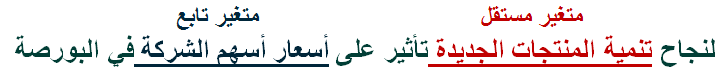 متغير مستقل متغير تابع
لنجاح تنمية المنتجات الجديدة تأثير على أسعار أسهم الشركة في البورصة